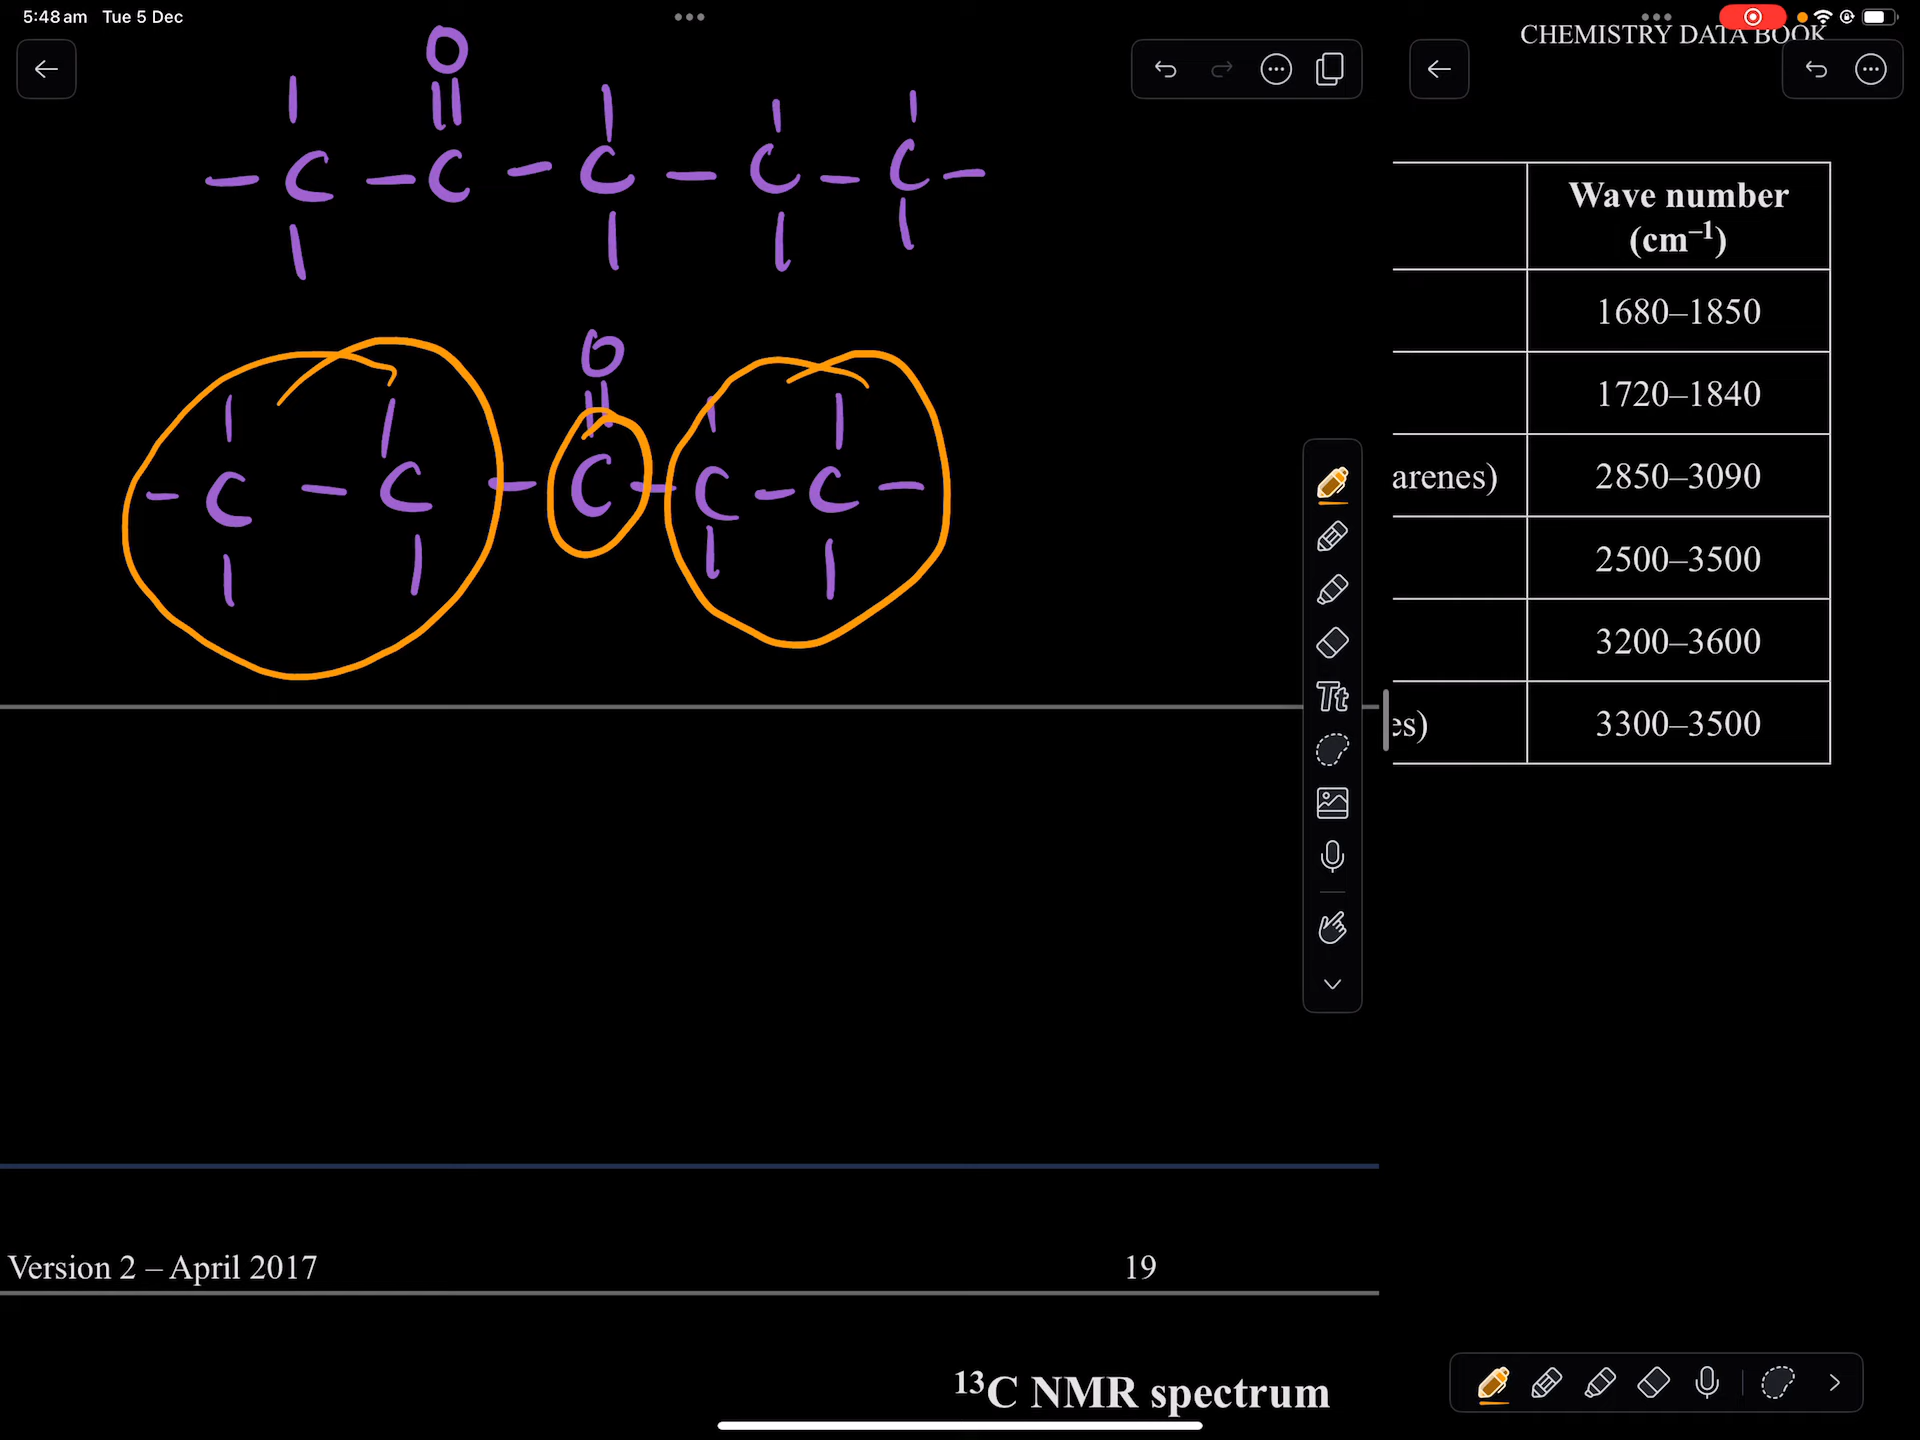 5:48 am Tue 5 Dec
CHEMISTRY DATA BOOK
O
- C - C - C - C - C -
O
- C - C - C - C - C -
Wave number
(cm⁻¹)
1680–1850
1720–1840
arenes) 2850–3090
2500–3500
3200–3600
es) 3300–3500
Tt
Version 2 – April 2017 19
¹³C NMR spectrum